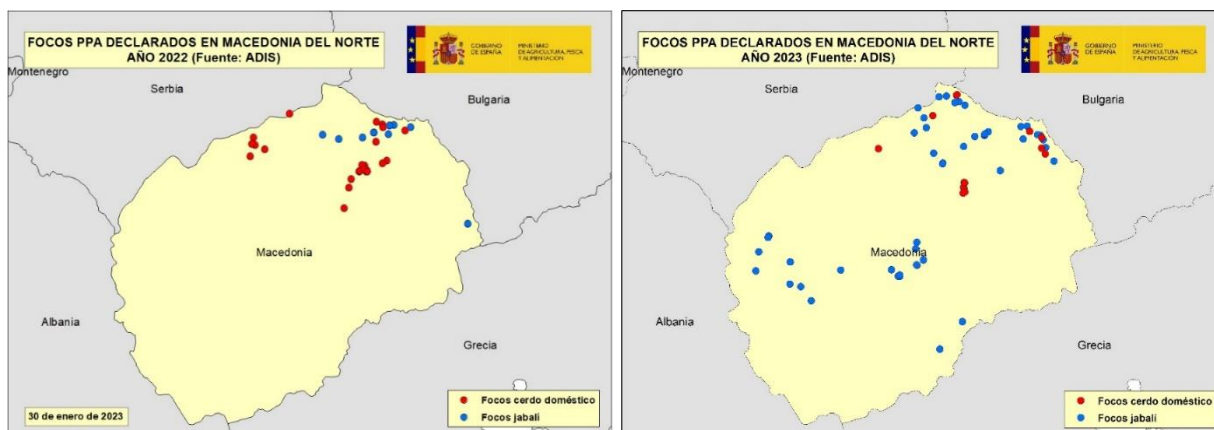 FOCOS PPA DECLARADOS EN MACEDONIA DEL NORTE
AÑO 2022 (Fuente: ADIS)
GOBIERNO
DE ESPAÑA
MINISTERIO
DE AGRICULTURA, PESCA
Y ALIMENTACIÓN
Montenegro
Serbia
Bulgaria
Macedonia
Albania
Grecia
30 de enero de 2023
Focos cerdo doméstico
Focos jabalí
FOCOS PPA DECLARADOS EN MACEDONIA DEL NORTE
AÑO 2023 (Fuente: ADIS)
GOBIERNO
DE ESPAÑA
MINISTERIO
DE AGRICULTURA, PESCA
Y ALIMENTACIÓN
Montenegro
Serbia
Bulgaria
Macedonia
Albania
Grecia
Focos cerdo doméstico
Focos jabalí